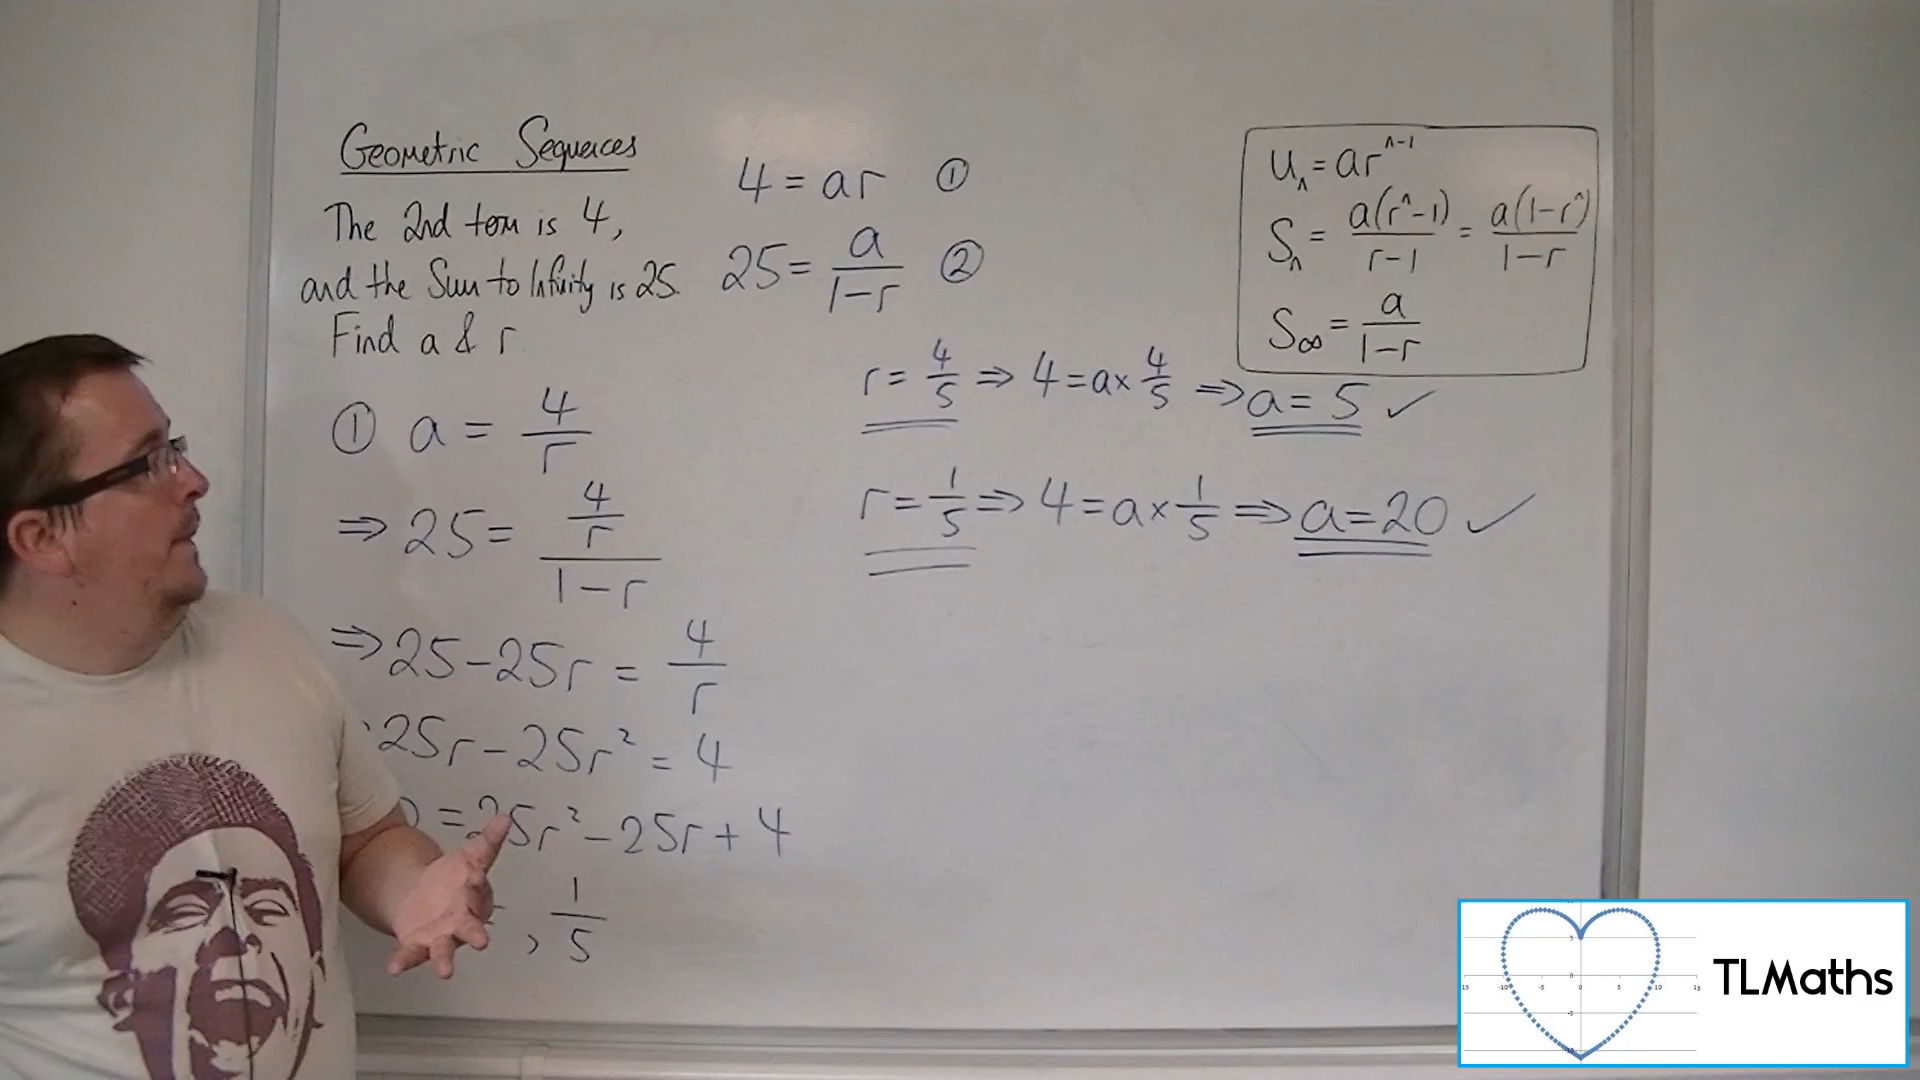 Geometric Sequences
The 2nd term is 4,
and the Sum to Infinity is 25.
Find a & r
① a = 4/r
⇒ 25 = (4/r)/(1-r)
⇒ 25-25r = 4/r
25r - 25r² = 4
0 = 25r² - 25r + 4
, 1/5
4 = ar ①
25 = a/(1-r) ②
r = 4/5 ⇒ 4 = a × 4/5 ⇒ a = 5 ✓
r = 1/5 ⇒ 4 = a × 1/5 ⇒ a = 20 ✓
Uₙ = arⁿ⁻¹
Sₙ = a(rⁿ-1)/(r-1) = a(1-rⁿ)/(1-r)
S∞ = a/(1-r)
TLMaths